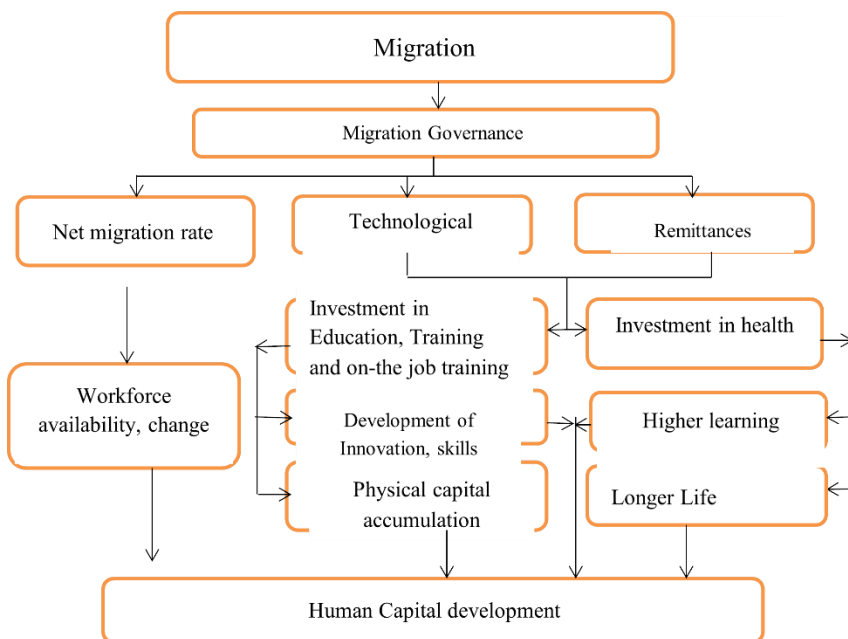 Migration
Migration Governance
Net migration rate
Technological
Remittances
Investment in
Education, Training
and on-the job training
Investment in health
Workforce
availability, change
Development of
Innovation, skills
Higher learning
Physical capital
accumulation
Longer Life
Human Capital development